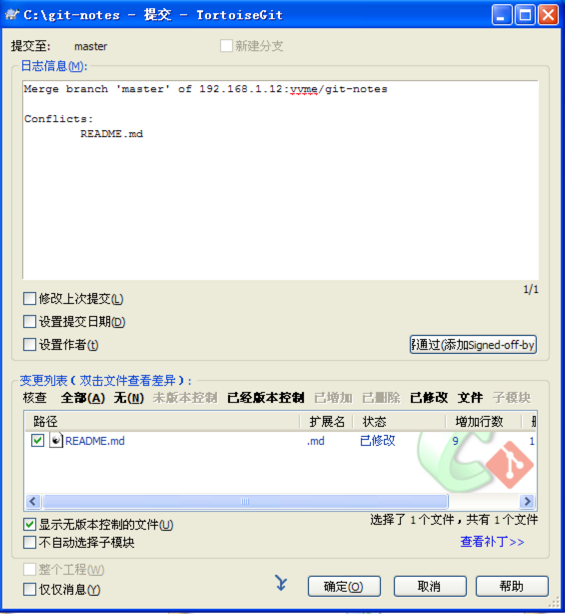 C:\git-notes - 提交 - TortoiseGit
提交至: master 新建分支
日志信息(M):
Merge branch 'master' of 192.168.1.12:yyme/git-notes
Conflicts:
README.md
1/1
修改上次提交(L)
设置提交日期(D)
设置作者(t)
通过(添加Signed-off-by
变更列表(双击文件查看差异):
核查 全部(A) 无(N) 未版本控制 已经版本控制 已增加 已删除 已修改 文件 子模块
路径 扩展名 状态 增加行数
README.md .md 已修改 9 1
显示无版本控制的文件(U) 选择了 1 个文件，共有 1 个文件
不自动选择子模块 查看补丁>>
整个工程(W)
仅仅消息(Y)
确定(O) 取消 帮助